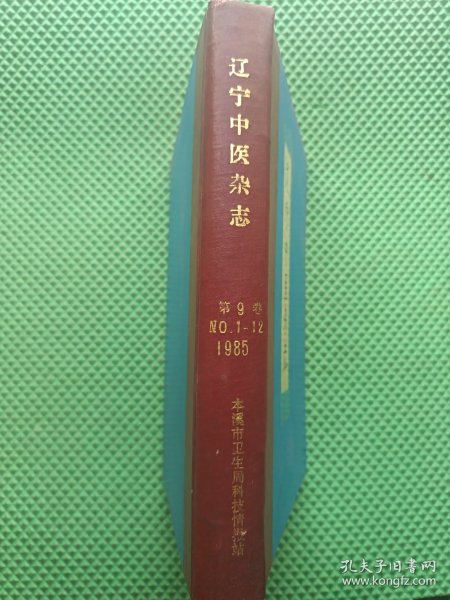 辽宁中医杂志
第9卷
NO.1-12
1985
本溪市卫生局科技情报站
孔夫子旧书网
www.kongfz.com